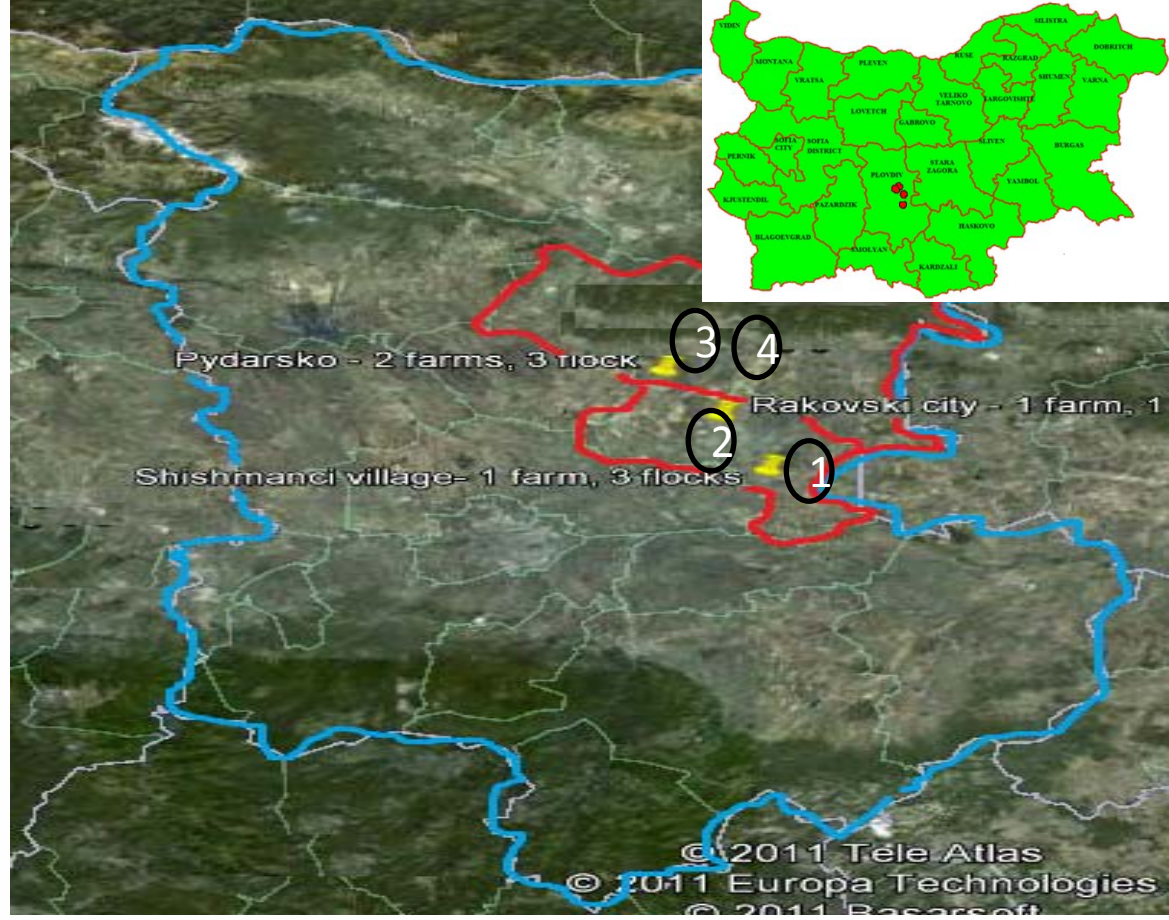 VIDIN
SILISTRA
DOBRITCH
MONTANA
PLEVEN
RUSE
RAZGRAD
VRATSA
SHUMEN
VARNA
VELIKO
TARNOVO
TARGOVISHTE
LOVETCH
GABROVO
SOFIA
CITY
SOFIA
DISTRICT
SLIVEN
BURGAS
PERNIK
STARA
ZAGORA
PLOVDIV
YAMBOL
KJUSTENDIL
PAZARDZIK
HASKOVO
BLAGOEVGRAD
SMOLYAN
KARDZALI
3
4
Pydarsko - 2 farms, 3 flock
Rakovski city - 1 farm, 1
2
Shishmanci village- 1 farm, 3 flocks
1
© 2011 Tele Atlas
© 2011 Europa Technologies
© 2011 Basarsoft